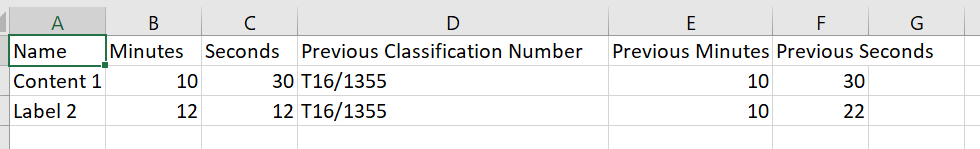 A B C D E F G
Name Minutes Seconds Previous Classification Number Previous Minutes Previous Seconds
Content 1 10 30 T16/1355 10 30
Label 2 12 12 T16/1355 10 22